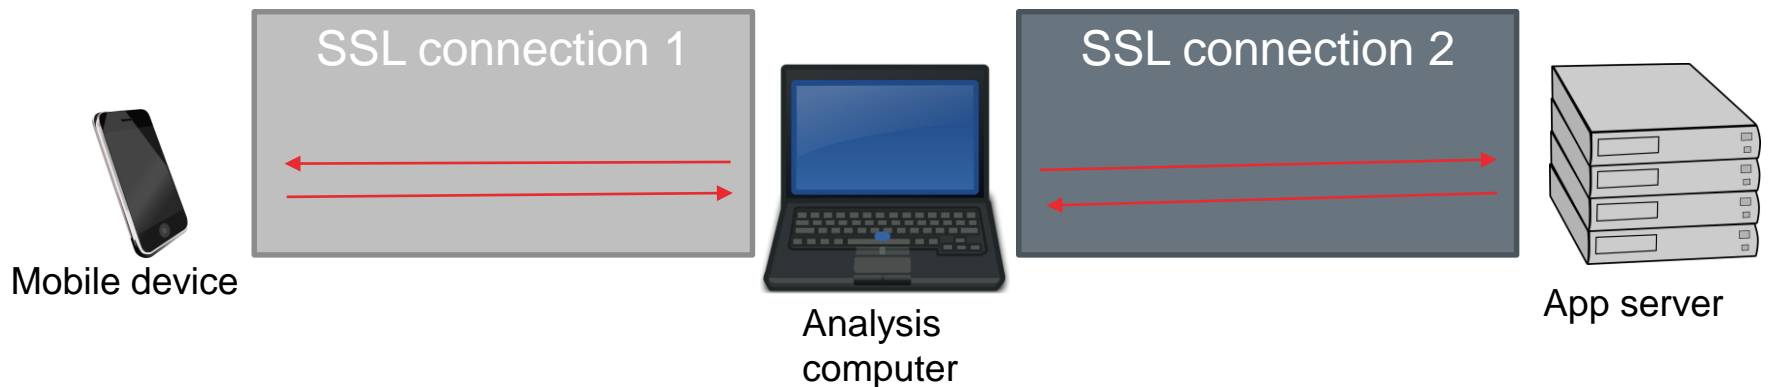 SSL connection 1
SSL connection 2
Mobile device
Analysis
computer
App server